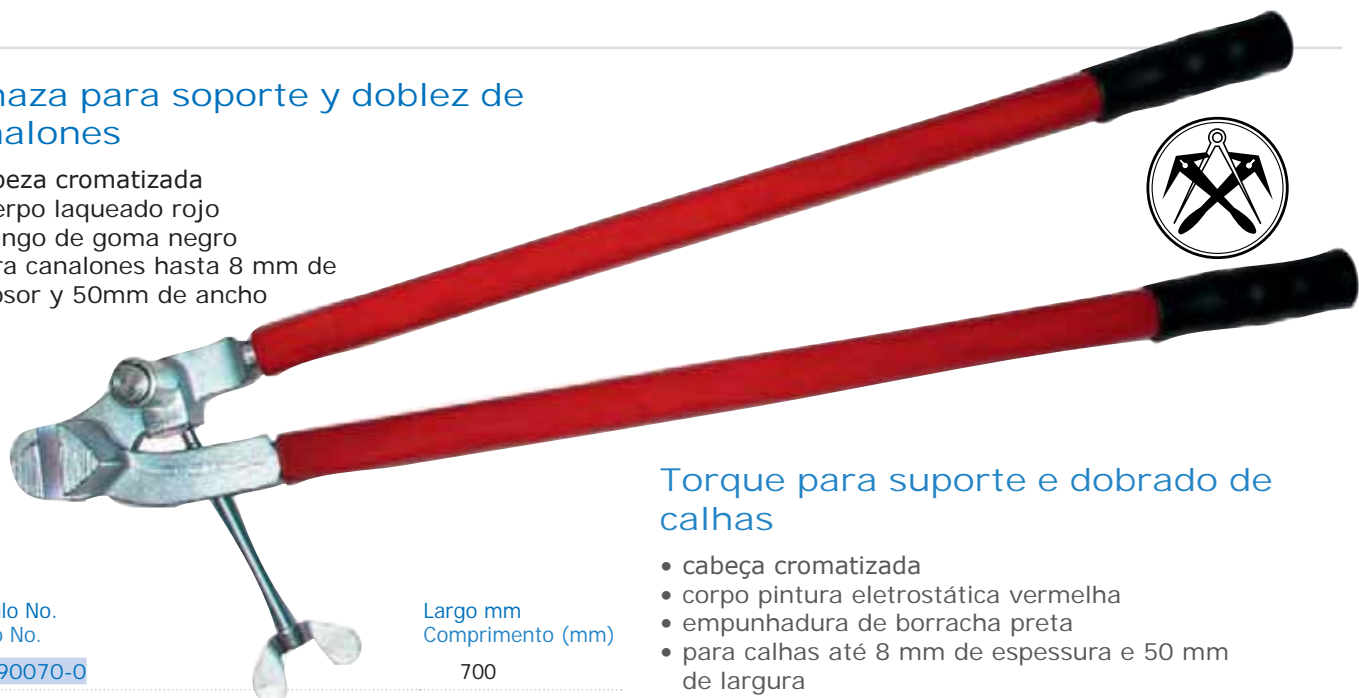 naza para soporte y doblez de
nalones
beza cromatizada
erpo laqueado rojo
ngo de goma negro
ra canalones hasta 8 mm de
osor y 50mm de ancho
Torque para suporte e dobrado de
calhas
• cabeça cromatizada
• corpo pintura eletrostática vermelha
• empunhadura de borracha preta
• para calhas até 8 mm de espessura e 50 mm
de largura
ulo No. Largo mm
o No. Comprimento (mm)
90070-0 700